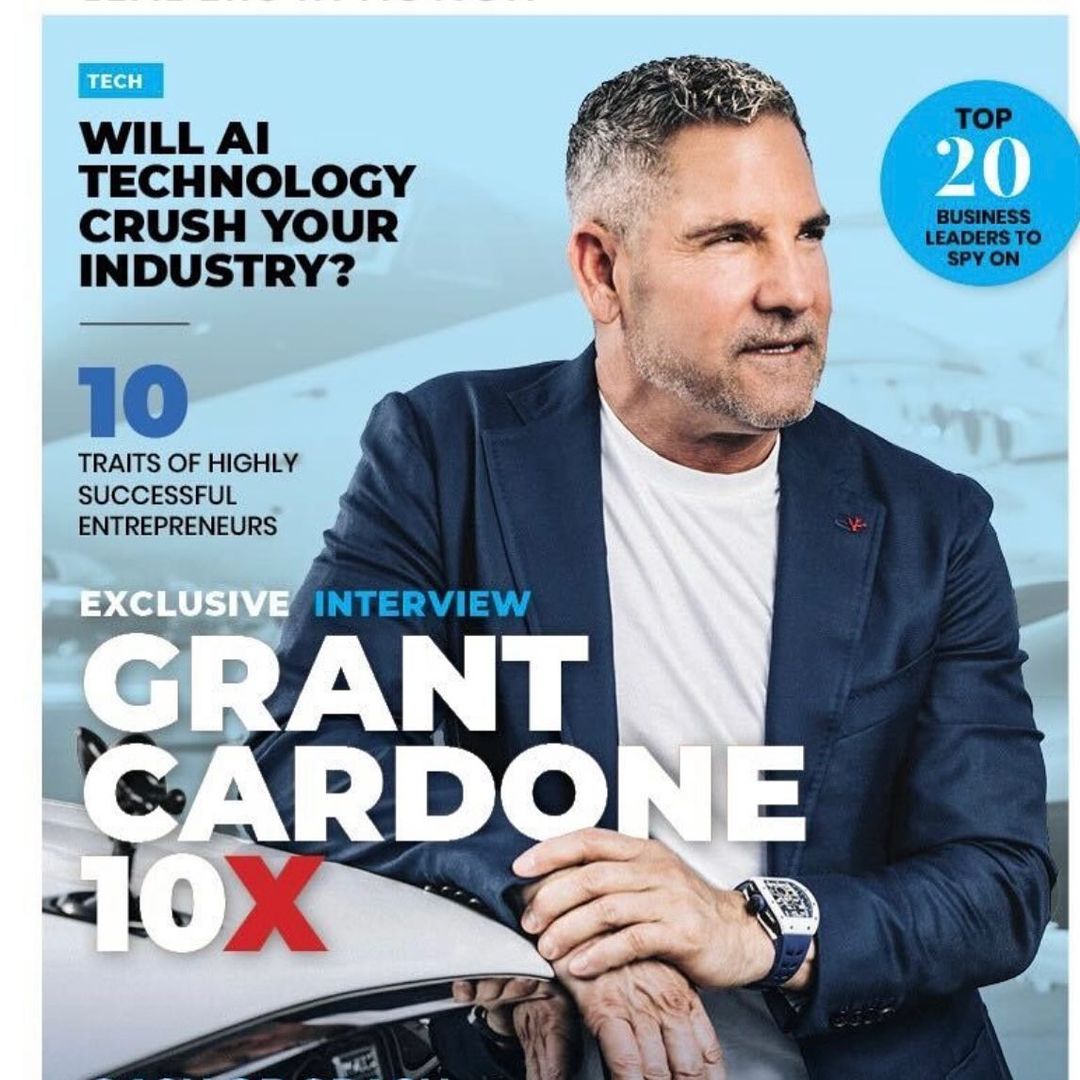 TECH
WILL AI
TECHNOLOGY
CRUSH YOUR
INDUSTRY?
TOP
20
BUSINESS
LEADERS TO
SPY ON
10
TRAITS OF HIGHLY
SUCCESSFUL
ENTREPRENEURS
EXCLUSIVE INTERVIEW
GRANT
CARDONE
10X